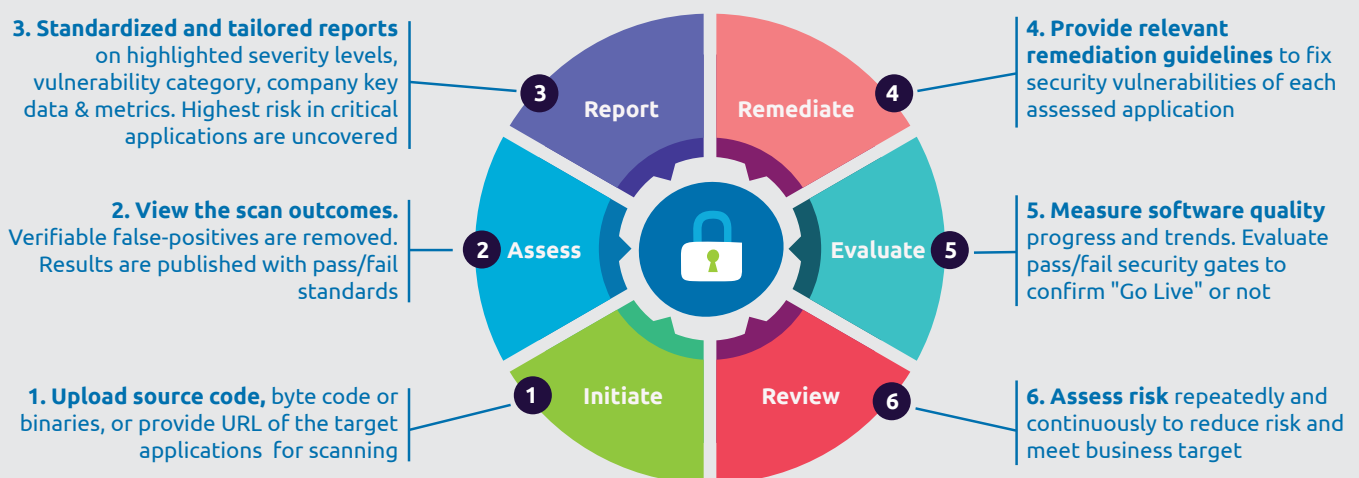 3. Standardized and tailored reports
on highlighted severity levels,
vulnerability category, company key
data & metrics. Highest risk in critical
applications are uncovered
3
Report
Remediate
4
4. Provide relevant
remediation guidelines to fix
security vulnerabilities of each
assessed application
2. View the scan outcomes.
Verifiable false-positives are removed.
Results are published with pass/fail
standards
2
Assess
Evaluate
5
5. Measure software quality
progress and trends. Evaluate
pass/fail security gates to
confirm "Go Live" or not
1. Upload source code, byte code or
binaries, or provide URL of the target
applications for scanning
1
Initiate
Review
6
6. Assess risk repeatedly and
continuously to reduce risk and
meet business target